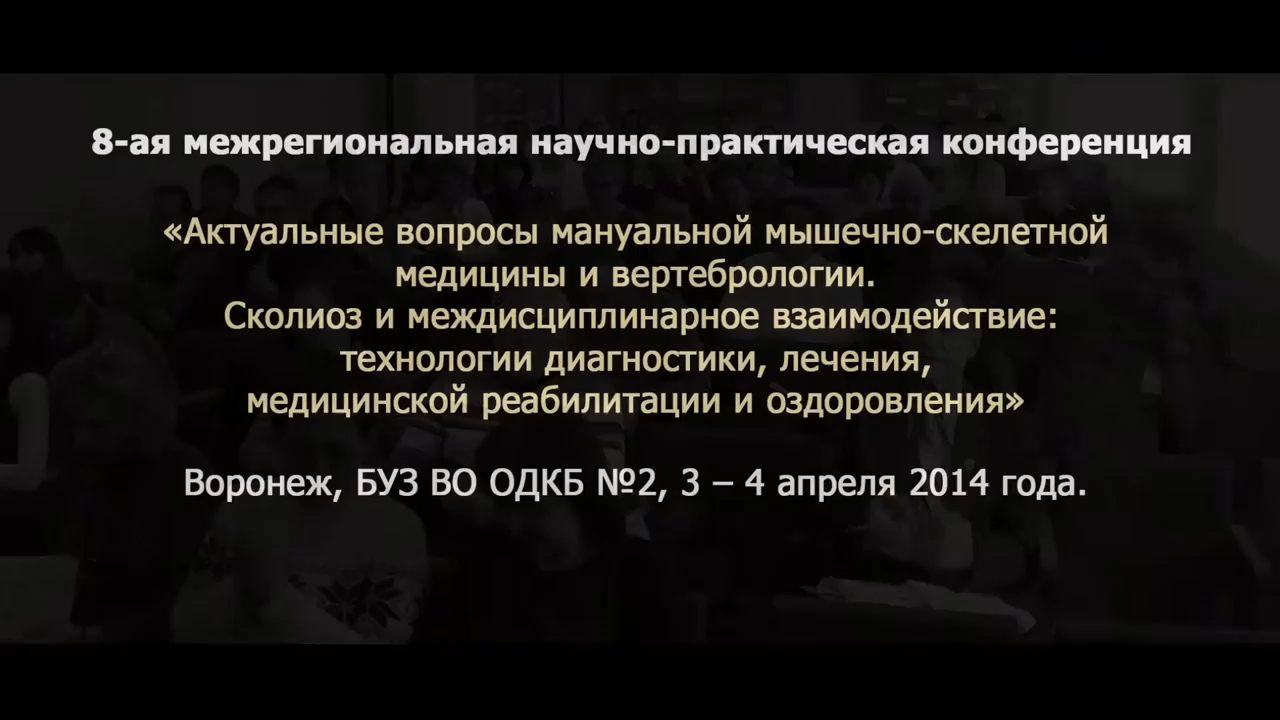 8-ая межрегиональная научно-практическая конференция
«Актуальные вопросы мануальной мышечно-скелетной
медицины и вертебрологии.
Сколиоз и междисциплинарное взаимодействие:
технологии диагностики, лечения,
медицинской реабилитации и оздоровления»
Воронеж, БУЗ ВО ОДКБ №2, 3 – 4 апреля 2014 года.